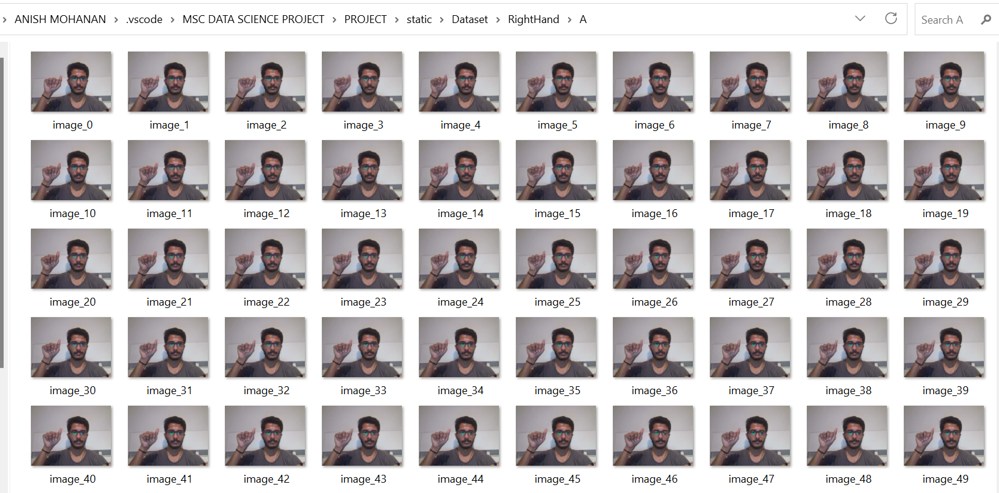 ANISH MOHANAN > .vscode > MSC DATA SCIENCE PROJECT > PROJECT > static > Dataset > RightHand > A
Search A
image_0 image_1 image_2 image_3 image_4 image_5 image_6 image_7 image_8 image_9
image_10 image_11 image_12 image_13 image_14 image_15 image_16 image_17 image_18 image_19
image_20 image_21 image_22 image_23 image_24 image_25 image_26 image_27 image_28 image_29
image_30 image_31 image_32 image_33 image_34 image_35 image_36 image_37 image_38 image_39
image_40 image_41 image_42 image_43 image_44 image_45 image_46 image_47 image_48 image_49